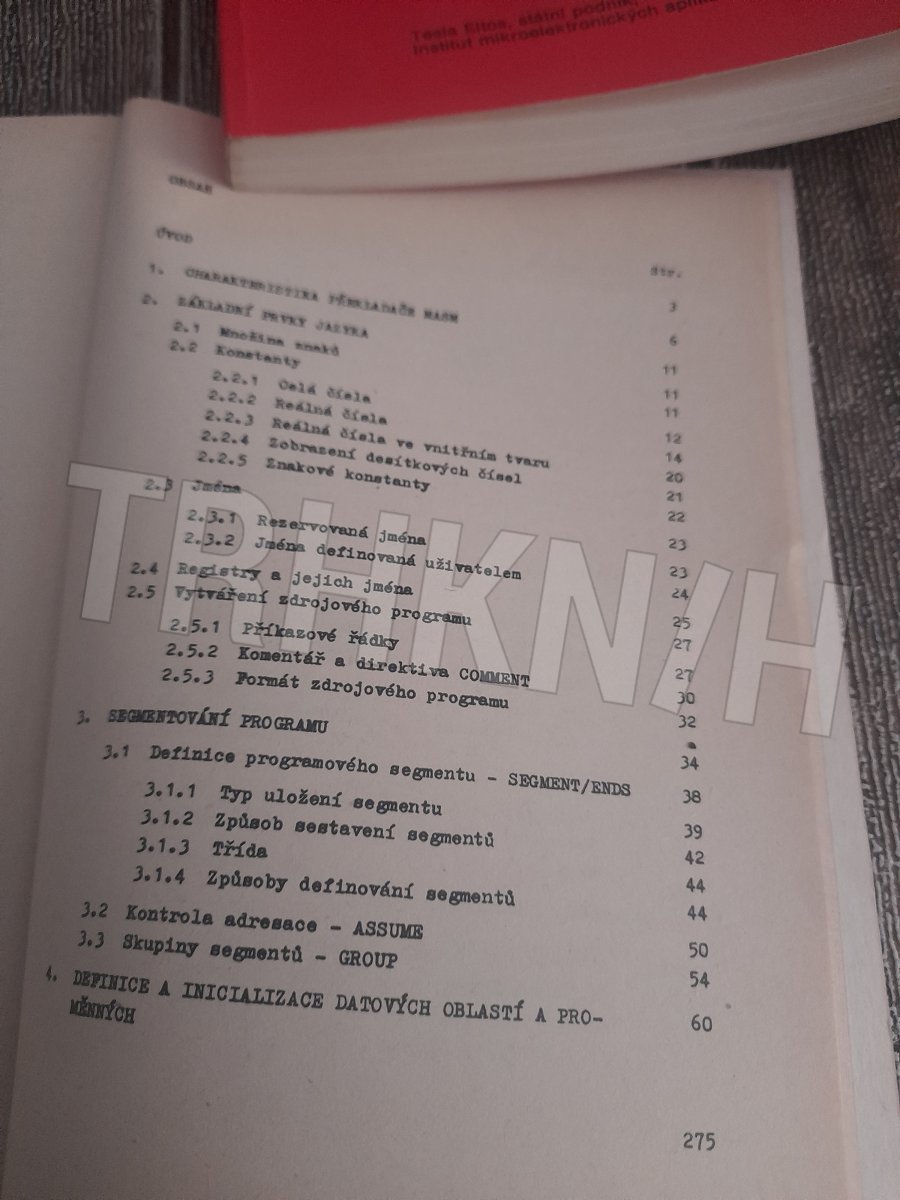 Tesla Eltos, státní podnik,
Institut mikroelektronických aplika
OBSAH
str.
ÚVOD 3
1. CHARAKTERISTIKA PŘEKLADAČE MASM 6
2. ZÁKLADNÍ PRVKY JAZYKA 11
2.1 Množina znaků 11
2.2 Konstanty 11
2.2.1 Celá čísla 12
2.2.2 Reálná čísla 14
2.2.3 Reálná čísla ve vnitřním tvaru 20
2.2.4 Zobrazení desítkových čísel 21
2.2.5 Znakové konstanty 22
2.3 Jména 23
2.3.1 Rezervovaná jména 23
2.3.2 Jména definovaná uživatelem 24
2.4 Registry a jejich jména 25
2.5 Vytváření zdrojového programu 27
2.5.1 Příkazové řádky 27
2.5.2 Komentář a direktiva COMMENT 30
2.5.3 Formát zdrojového programu 32
3. SEGMENTOVÁNÍ PROGRAMU 34
3.1 Definice programového segmentu - SEGMENT/ENDS 38
3.1.1 Typ uložení segmentu 39
3.1.2 Způsob sestavení segmentů 42
3.1.3 Třída 44
3.1.4 Způsoby definování segmentů 44
3.2 Kontrola adresace - ASSUME 50
3.3 Skupiny segmentů - GROUP 54
4. DEFINICE A INICIALIZACE DATOVÝCH OBLASTÍ A PRO-
MĚNNÝCH 60
275
TRHKNIH